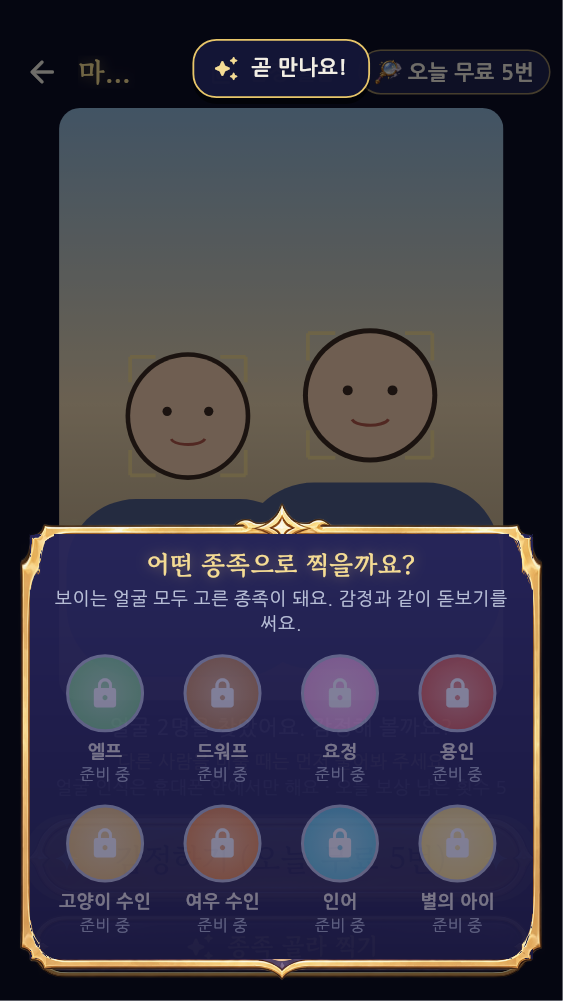 마...
곧 만나요!
오늘 무료 5번
어떤 종족으로 찍을까요?
보이는 얼굴 모두 고른 종족이 돼요. 감정과 같이 돋보기를
써요.
엘프
드워프
요정
용인
준비 중
준비 중
준비 중
준비 중
고양이 수인
여우 수인
인어
별의 아이
준비 중
준비 중
준비 중
준비 중